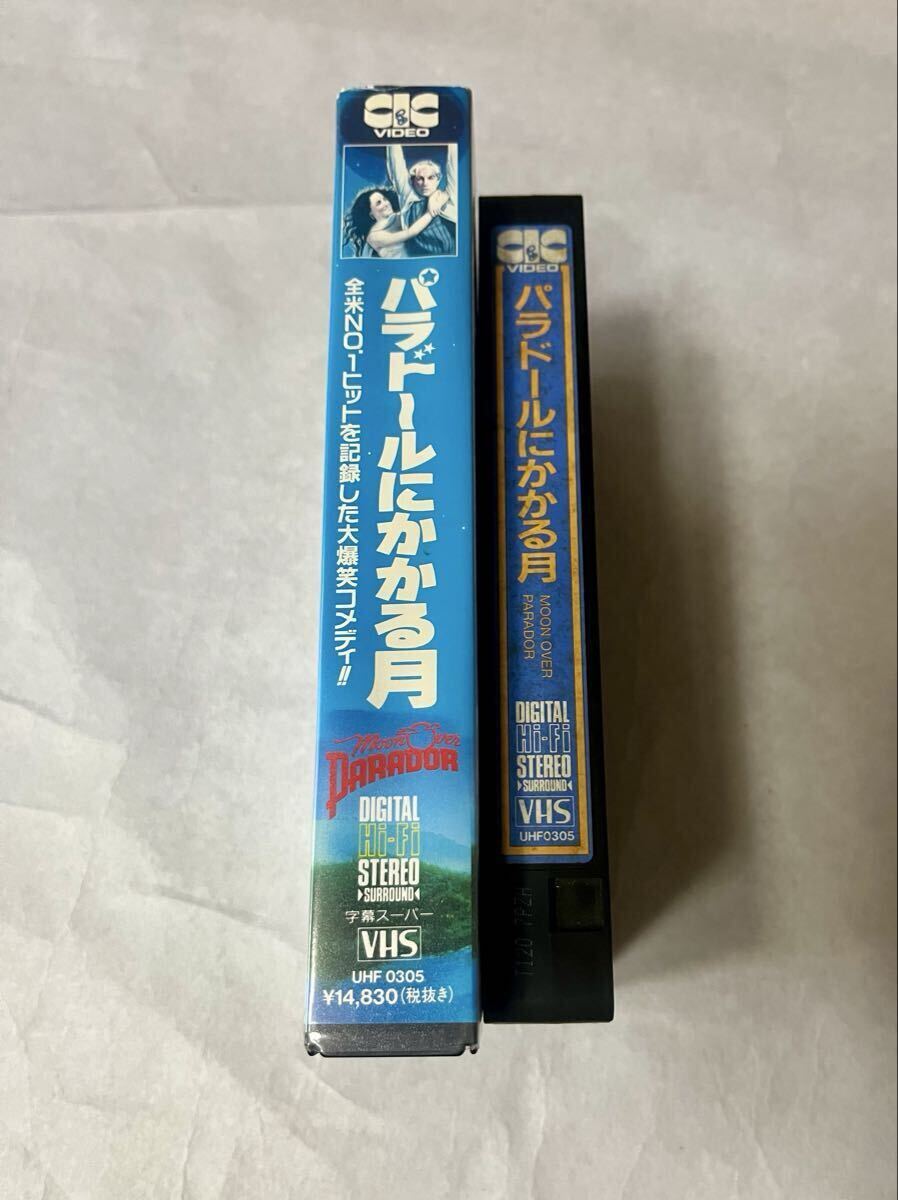 CIC
VIDEO
パラドールにかかる月
全米NO.1ヒットを記録した大爆笑コメディ!!
Moon Over
PARADOR
DIGITAL
Hi-Fi
STEREO
SURROUND
字幕スーパー
VHS
UHF 0305
¥14,830(税抜き)
CIC
VIDEO
パラドールにかかる月
MOON OVER
PARADOR
DIGITAL
Hi-Fi
STEREO
SURROUND
VHS
UHF0305